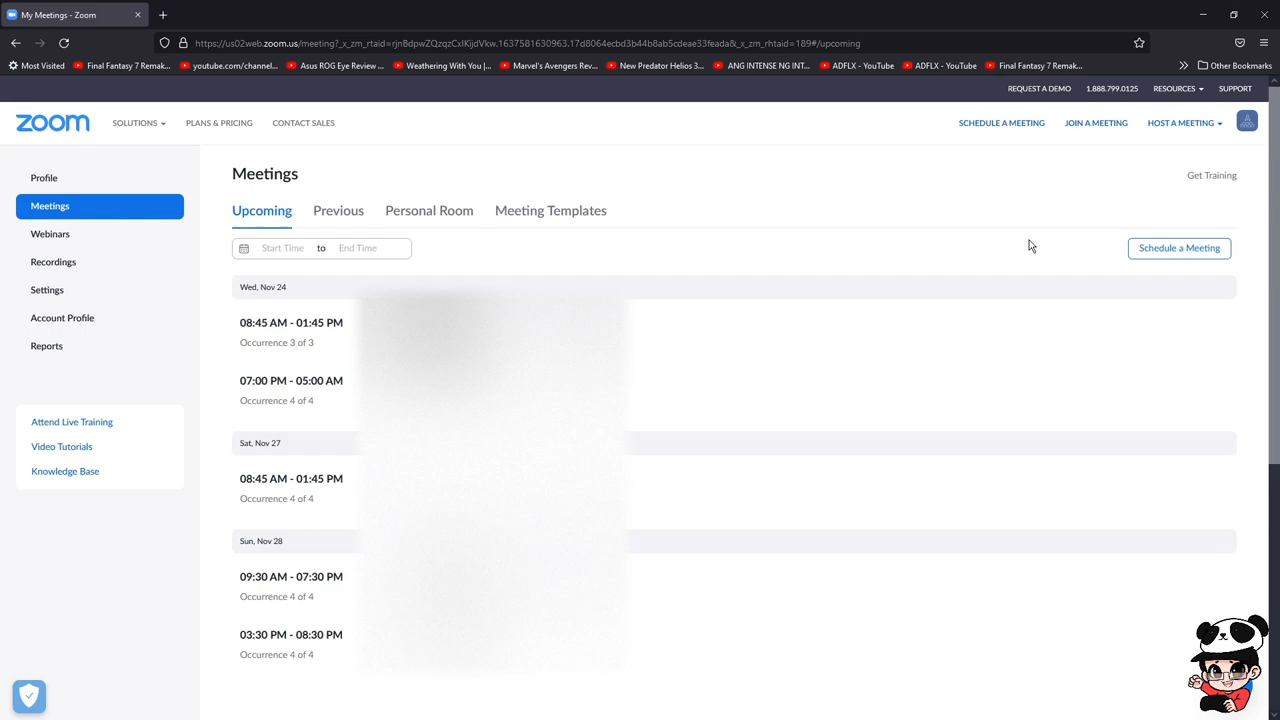 My Meetings - Zoom
https://us02web.zoom.us/meeting?_x_zm_rtaid=rjnBdpwZQzqzCxIKijdVkw.1637581630963.17d8064ecbd3b44b8ab5cdeae33feada&_x_zm_rhtaid=189#/upcoming
Most Visited Final Fantasy 7 Remak... youtube.com/channel... Asus ROG Eye Review ... Weathering With You |... Marvel's Avengers Rev... New Predator Helios 3... ANG INTENSE NG INT... ADFLX - YouTube ADFLX - YouTube Final Fantasy 7 Remak... Other Bookmarks
REQUEST A DEMO 1.888.799.0125 RESOURCES SUPPORT
zoom SOLUTIONS PLANS & PRICING CONTACT SALES SCHEDULE A MEETING JOIN A MEETING HOST A MEETING
Profile
Meetings
Webinars
Recordings
Settings
Account Profile
Reports
Attend Live Training
Video Tutorials
Knowledge Base
Meetings
Get Training
Upcoming Previous Personal Room Meeting Templates
Start Time to End Time
Schedule a Meeting
Wed, Nov 24
08:45 AM - 01:45 PM
Occurrence 3 of 3
07:00 PM - 05:00 AM
Occurrence 4 of 4
Sat, Nov 27
08:45 AM - 01:45 PM
Occurrence 4 of 4
Sun, Nov 28
09:30 AM - 07:30 PM
Occurrence 4 of 4
03:30 PM - 08:30 PM
Occurrence 4 of 4